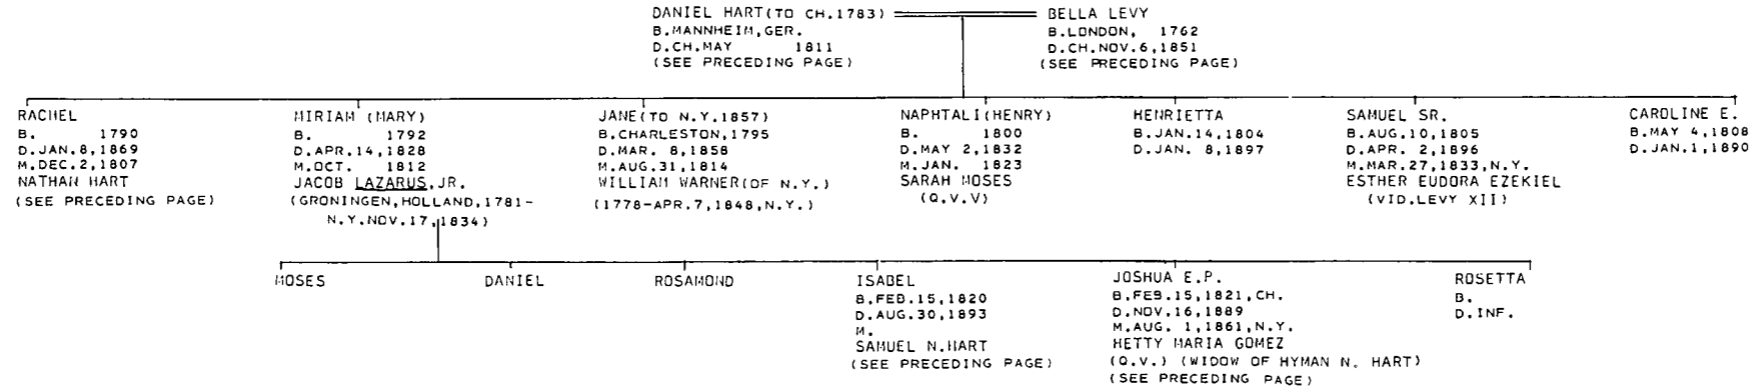 DANIEL HART(TO CH.1783)
B.MANNHEIM,GER.
D.CH.MAY 1811
(SEE PRECEDING PAGE)
BELLA LEVY
B.LONDON, 1762
D.CH.NOV.6,1851
(SEE PRECEDING PAGE)
RACHEL
B. 1790
D.JAN.8,1869
M.DEC.2,1807
NATHAN HART
(SEE PRECEDING PAGE)
MIRIAM (MARY)
B. 1792
D.APR.14,1828
M.OCT. 1812
JACOB LAZARUS,JR.
(GRONINGEN,HOLLAND,1781-
N.Y.NOV.17,1834)
JANE(TO N.Y.1857)
B.CHARLESTON,1795
D.MAR. 8,1858
M.AUG.31,1814
WILLIAM WARNER(OF N.Y.)
(1778-APR.7,1848,N.Y.)
NAPHTALI(HENRY)
B. 1800
D.MAY 2,1832
M.JAN. 1823
SARAH MOSES
(Q.V.V)
HENRIETTA
B.JAN.14,1804
D.JAN. 8,1897
SAMUEL SR.
B.AUG.10,1805
D.APR. 2,1896
M.MAR.27,1833,N.Y.
ESTHER EUDORA EZEKIEL
(VID.LEVY XII)
CAROLINE E.
B.MAY 4,1808
D.JAN.1,1890
MOSES
DANIEL
ROSAMOND
ISABEL
B.FEB.15,1820
D.AUG.30,1893
M.
SAMUEL N.HART
(SEE PRECEDING PAGE)
JOSHUA E.P.
B.FEB.15,1821,CH.
D.NOV.16,1889
M.AUG. 1,1861,N.Y.
HETTY MARIA GOMEZ
(Q.V.) (WIDOW OF HYMAN N. HART)
(SEE PRECEDING PAGE)
ROSETTA
B.
D.INF.